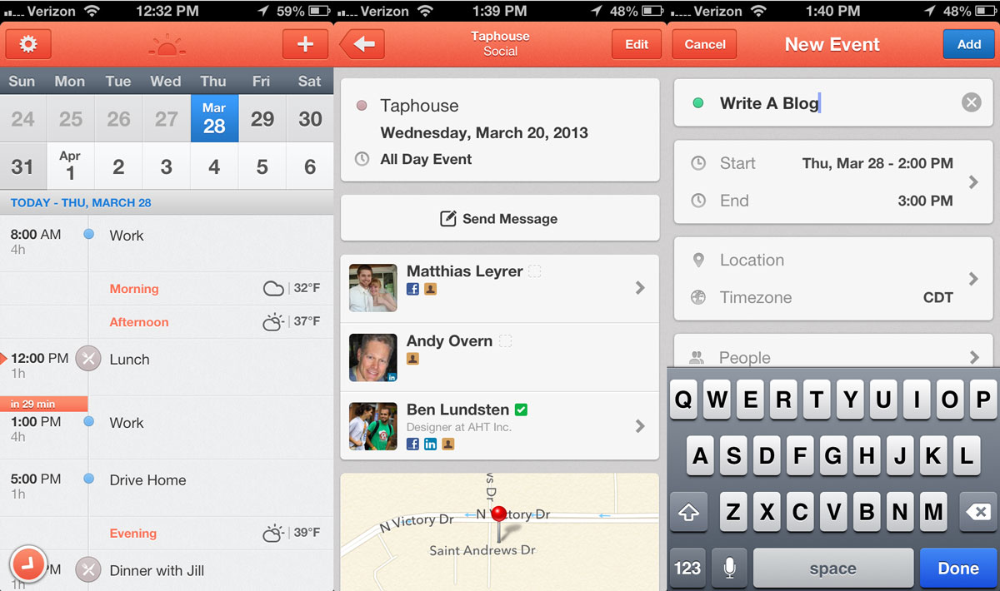 Verizon 12:32 PM 59%
Sun Mon Tue Wed Thu Fri Sat
24 25 26 27 Mar 28 29 30
31 Apr 1 2 3 4 5 6
TODAY - THU, MARCH 28
8:00 AM Work
4h
Morning 32°F
Afternoon 37°F
12:00 PM Lunch
1h
in 29 min
1:00 PM Work
4h
5:00 PM Drive Home
1h
Evening 39°F
PM Dinner with Jill
1h
Verizon 1:39 PM 48%
Taphouse
Social
Edit
Taphouse
Wednesday, March 20, 2013
All Day Event
Send Message
Matthias Leyrer
Andy Overn
in
Ben Lundsten
Designer at AHT Inc.
f in
ws Dr
N Victory Dr N Victory Dr
Saint Andrews Dr
Verizon 1:40 PM 48%
Cancel New Event Add
Write A Blog
Start Thu, Mar 28 - 2:00 PM
End 3:00 PM
Location
Timezone CDT
People
Q W E R T Y U I O P
A S D F G H J K L
Z X C V B N M
123 space Done